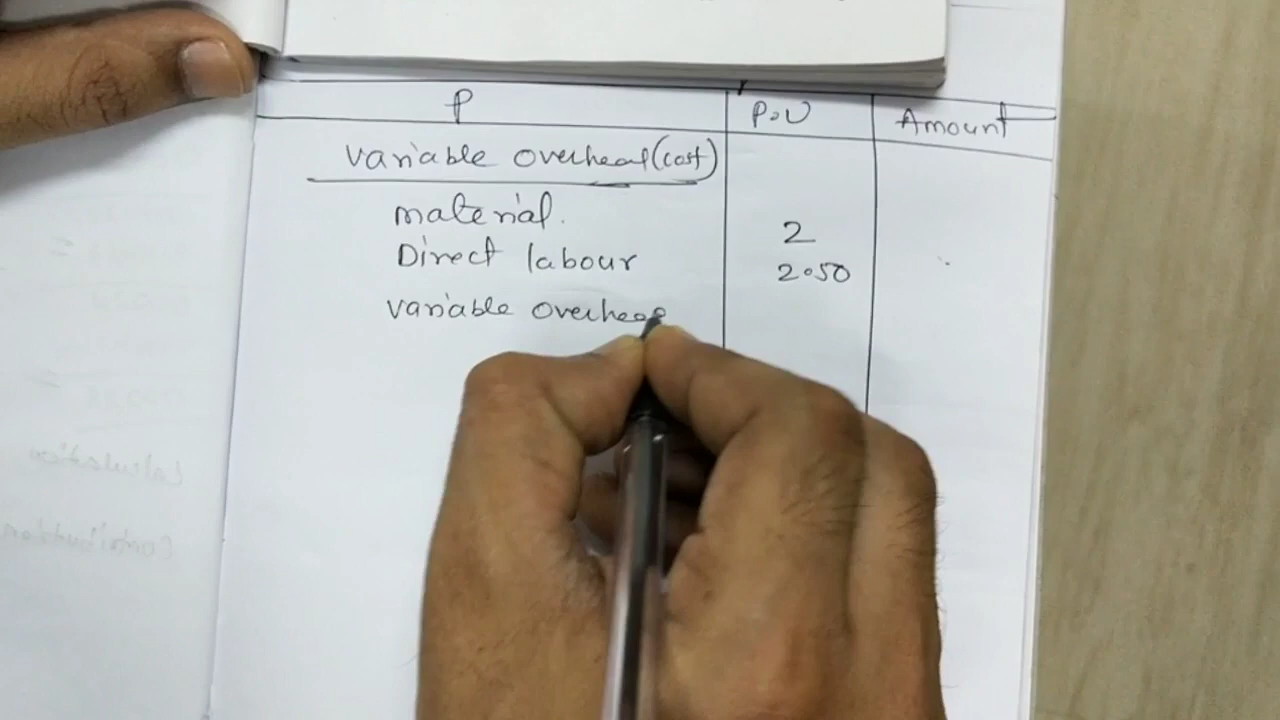 P P.U Amount
Variable overhead (cost)
material. 2
Direct labour 2.50
variable overhea